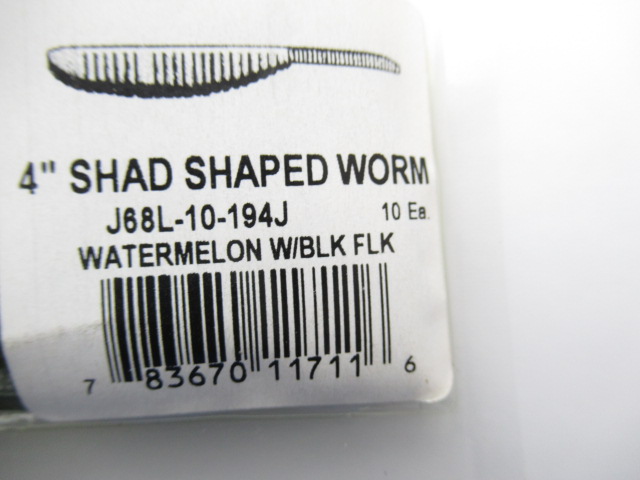 4" SHAD SHAPED WORM
J68L-10-194J 10 Ea.
WATERMELON W/BLK FLK
7 83670 11711 6